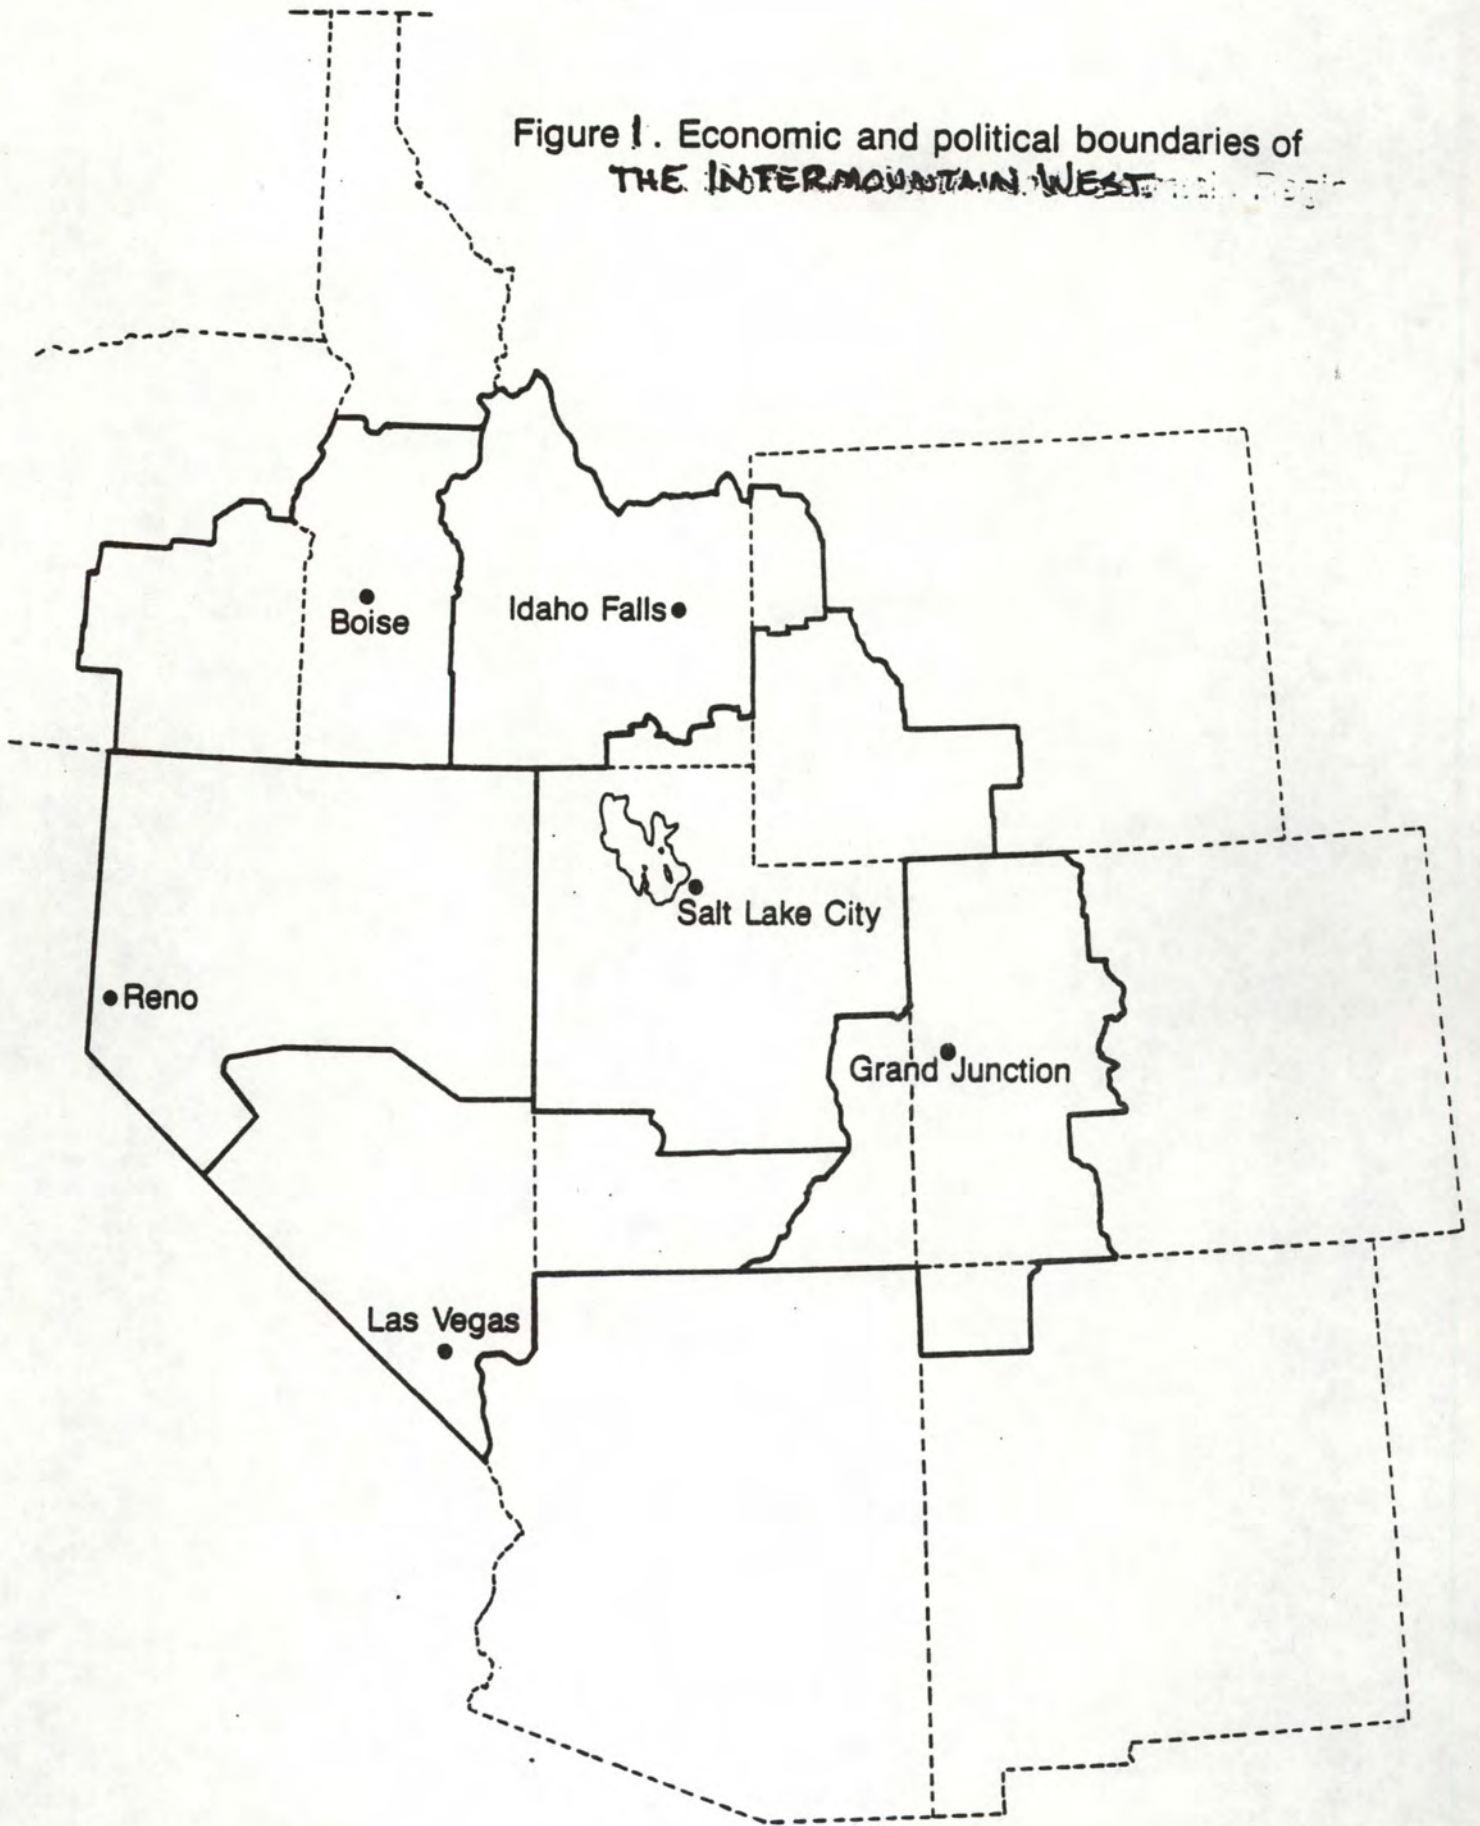 Figure 1. Economic and political boundaries of
THE INTERMOUNTAIN WEST
Boise
Idaho Falls
Salt Lake City
Reno
Grand Junction
Las Vegas